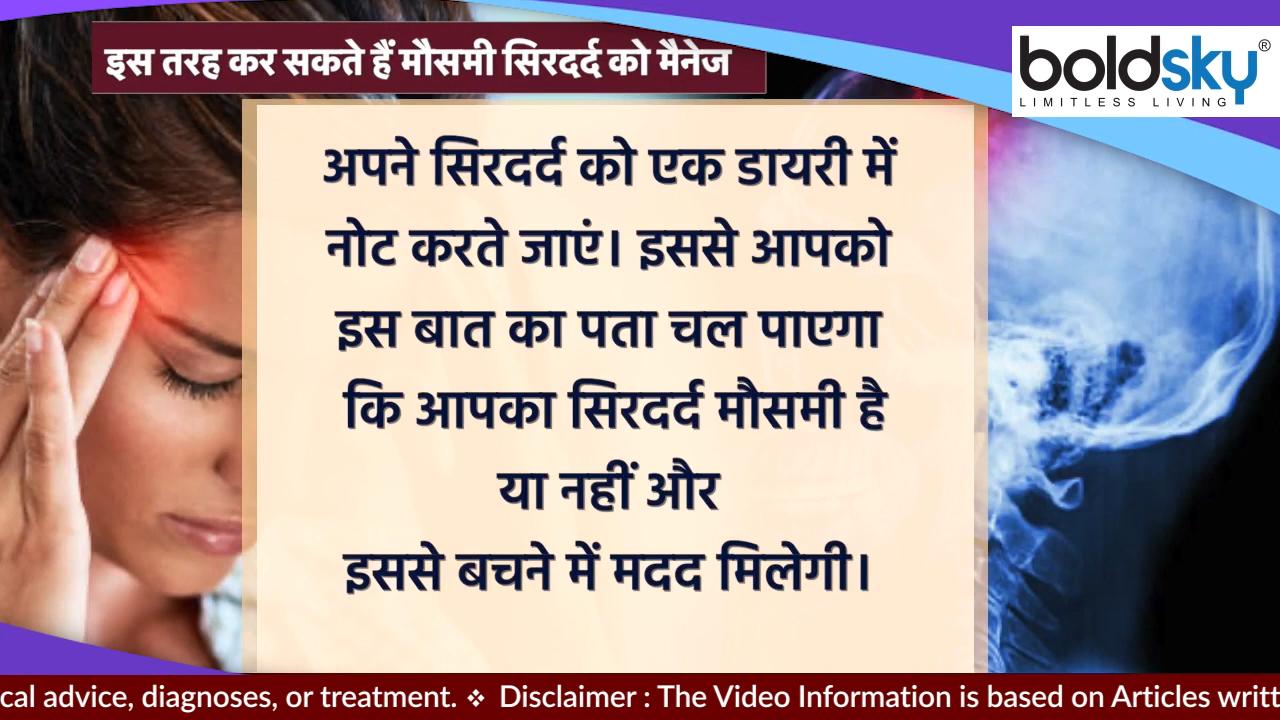 इस तरह कर सकते हैं मौसमी सिरदर्द को मैनेज
boldsky®
LIMITLESS LIVING
अपने सिरदर्द को एक डायरी में
नोट करते जाएं। इससे आपको
इस बात का पता चल पाएगा
कि आपका सिरदर्द मौसमी है
या नहीं और
इससे बचने में मदद मिलेगी।
cal advice, diagnoses, or treatment. ❖ Disclaimer : The Video Information is based on Articles writt